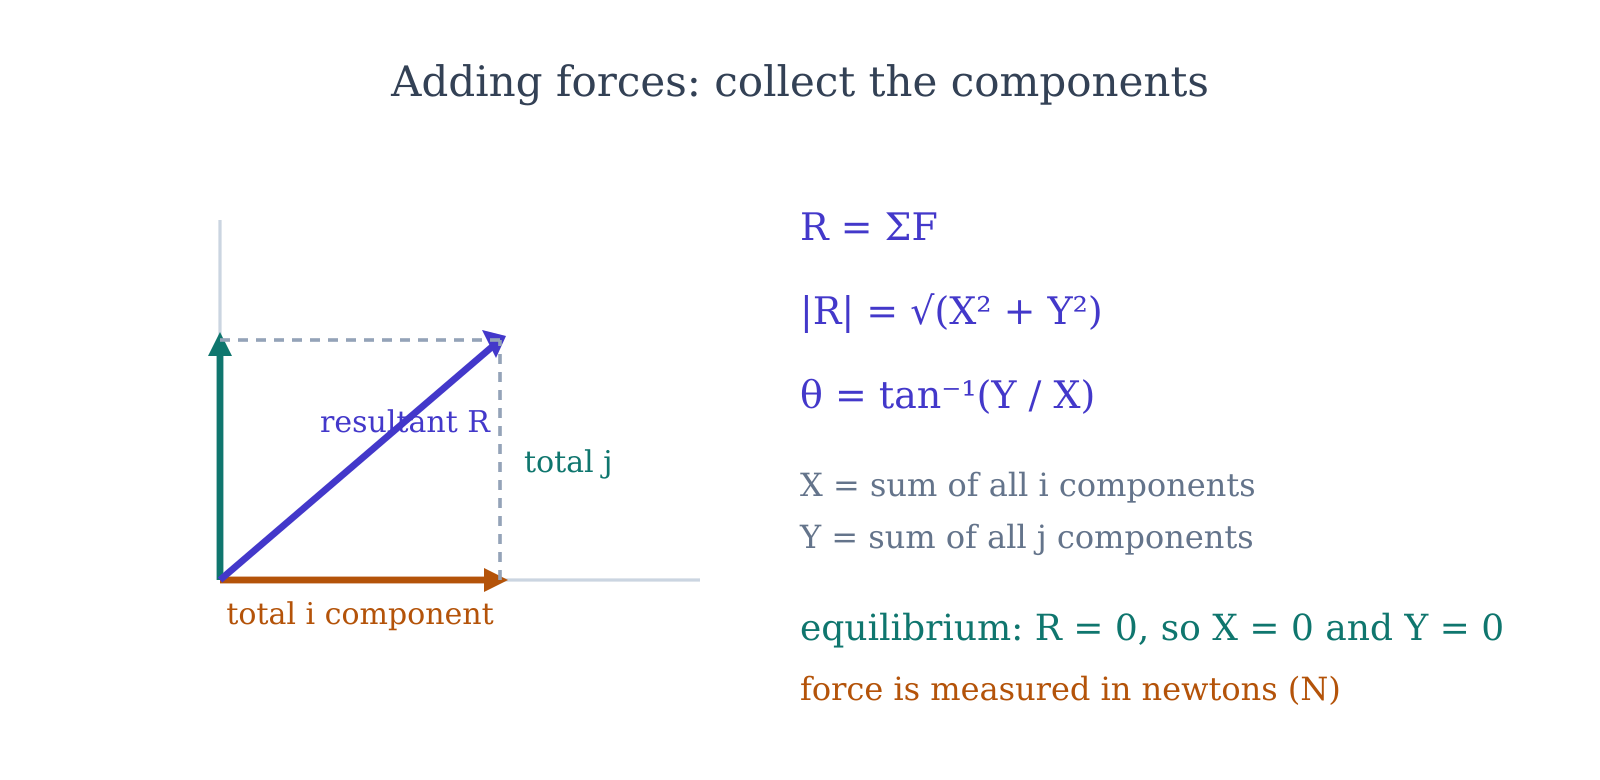 Adding forces: collect the components
resultant R
total j
total i component
R = ΣF
|R| = √(X² + Y²)
θ = tan⁻¹(Y / X)
X = sum of all i components
Y = sum of all j components
equilibrium: R = 0, so X = 0 and Y = 0
force is measured in newtons (N)